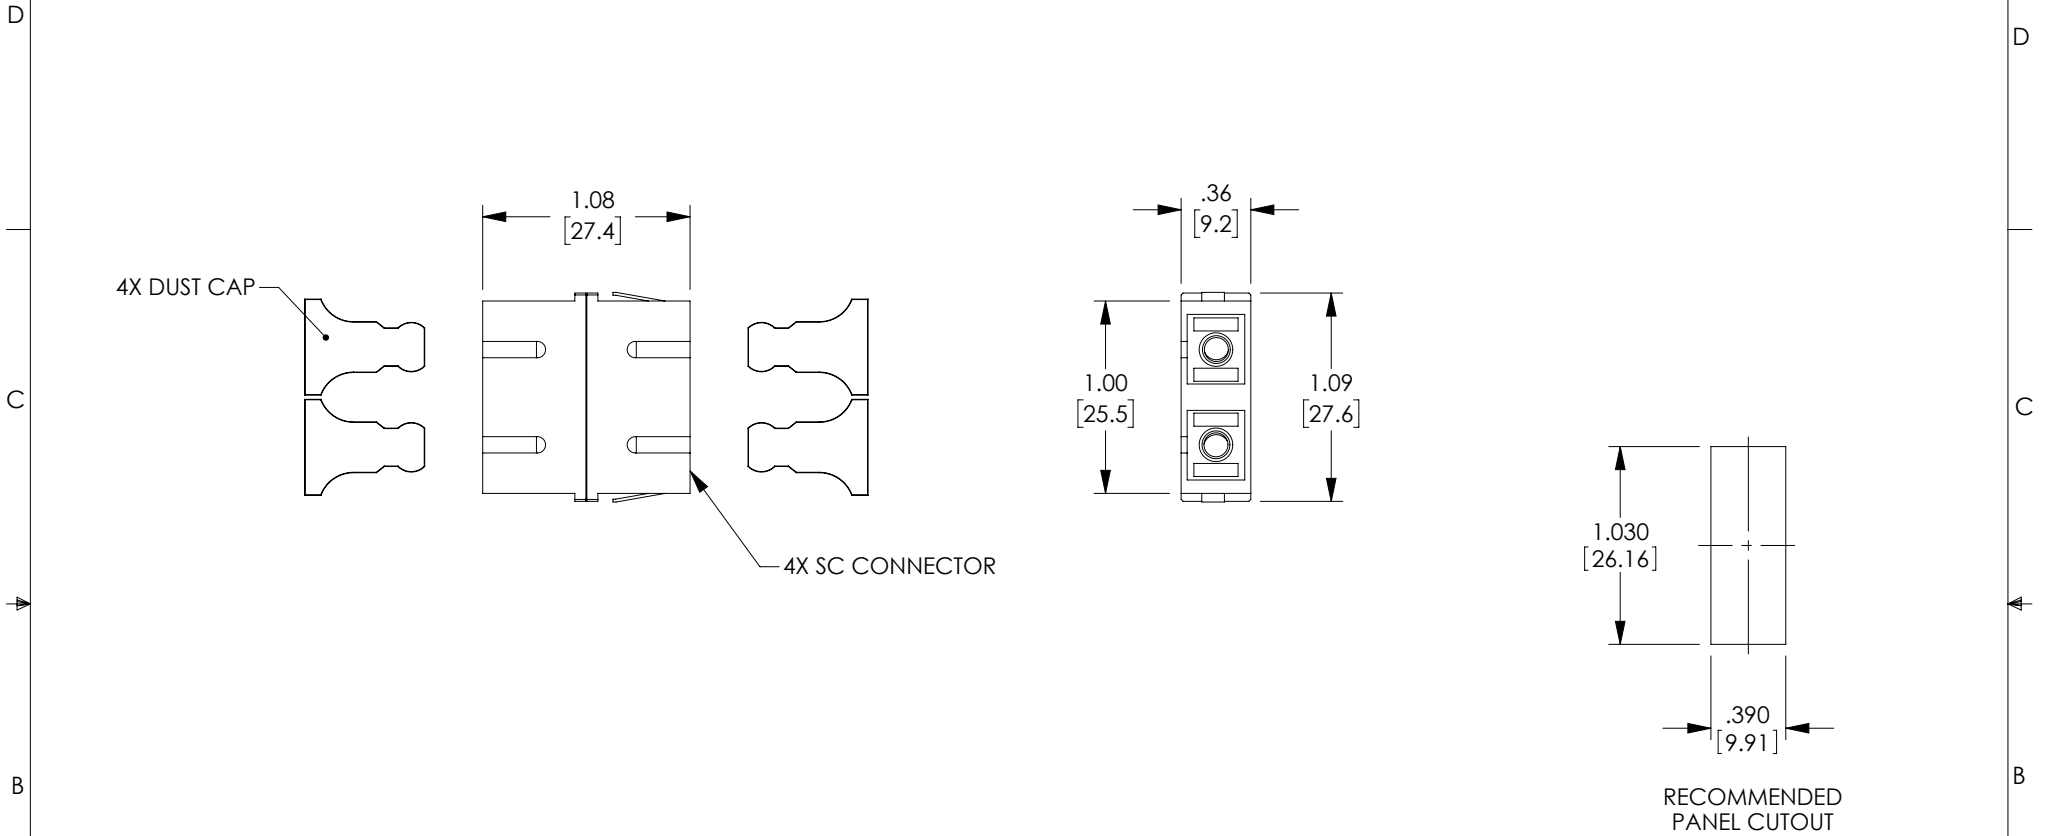 D
D
1.08
[27.4]
.36
[9.2]
4X DUST CAP
1.00
[25.5]
1.09
[27.6]
C
C
1.030
[26.16]
4X SC CONNECTOR
.390
[9.91]
B
B
RECOMMENDED
PANEL CUTOUT